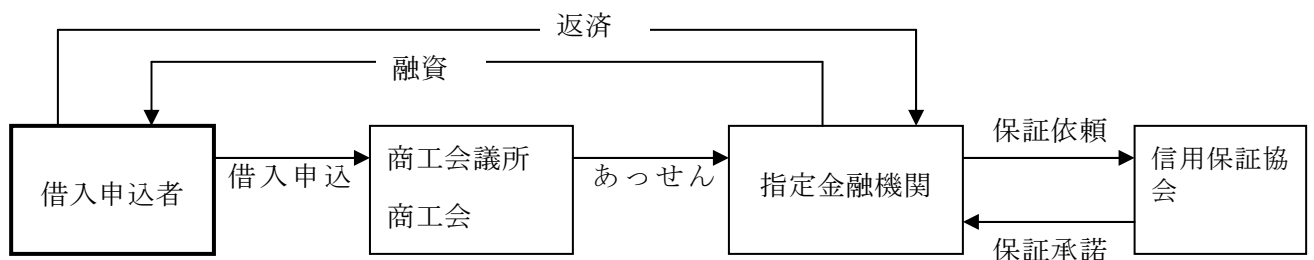 返済
融資
借入申込者
借入申込
商工会議所
商工会
あっせん
指定金融機関
保証依頼
保証承諾
信用保証協
会